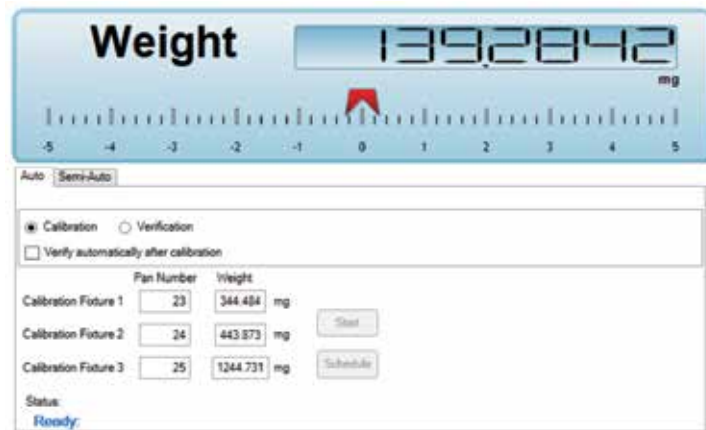 Weight 139.2842
mg
-5 -4 -3 -2 -1 0 1 2 3 4 5
Auto Semi-Auto
Calibration Verification
Verify automatically after calibration
Pan Number Weight
Calibration Fixture 1 23 344.484 mg
Start
Calibration Fixture 2 24 443.873 mg
Calibration Fixture 3 25 1244.731 mg Schedule
Status:
Ready: